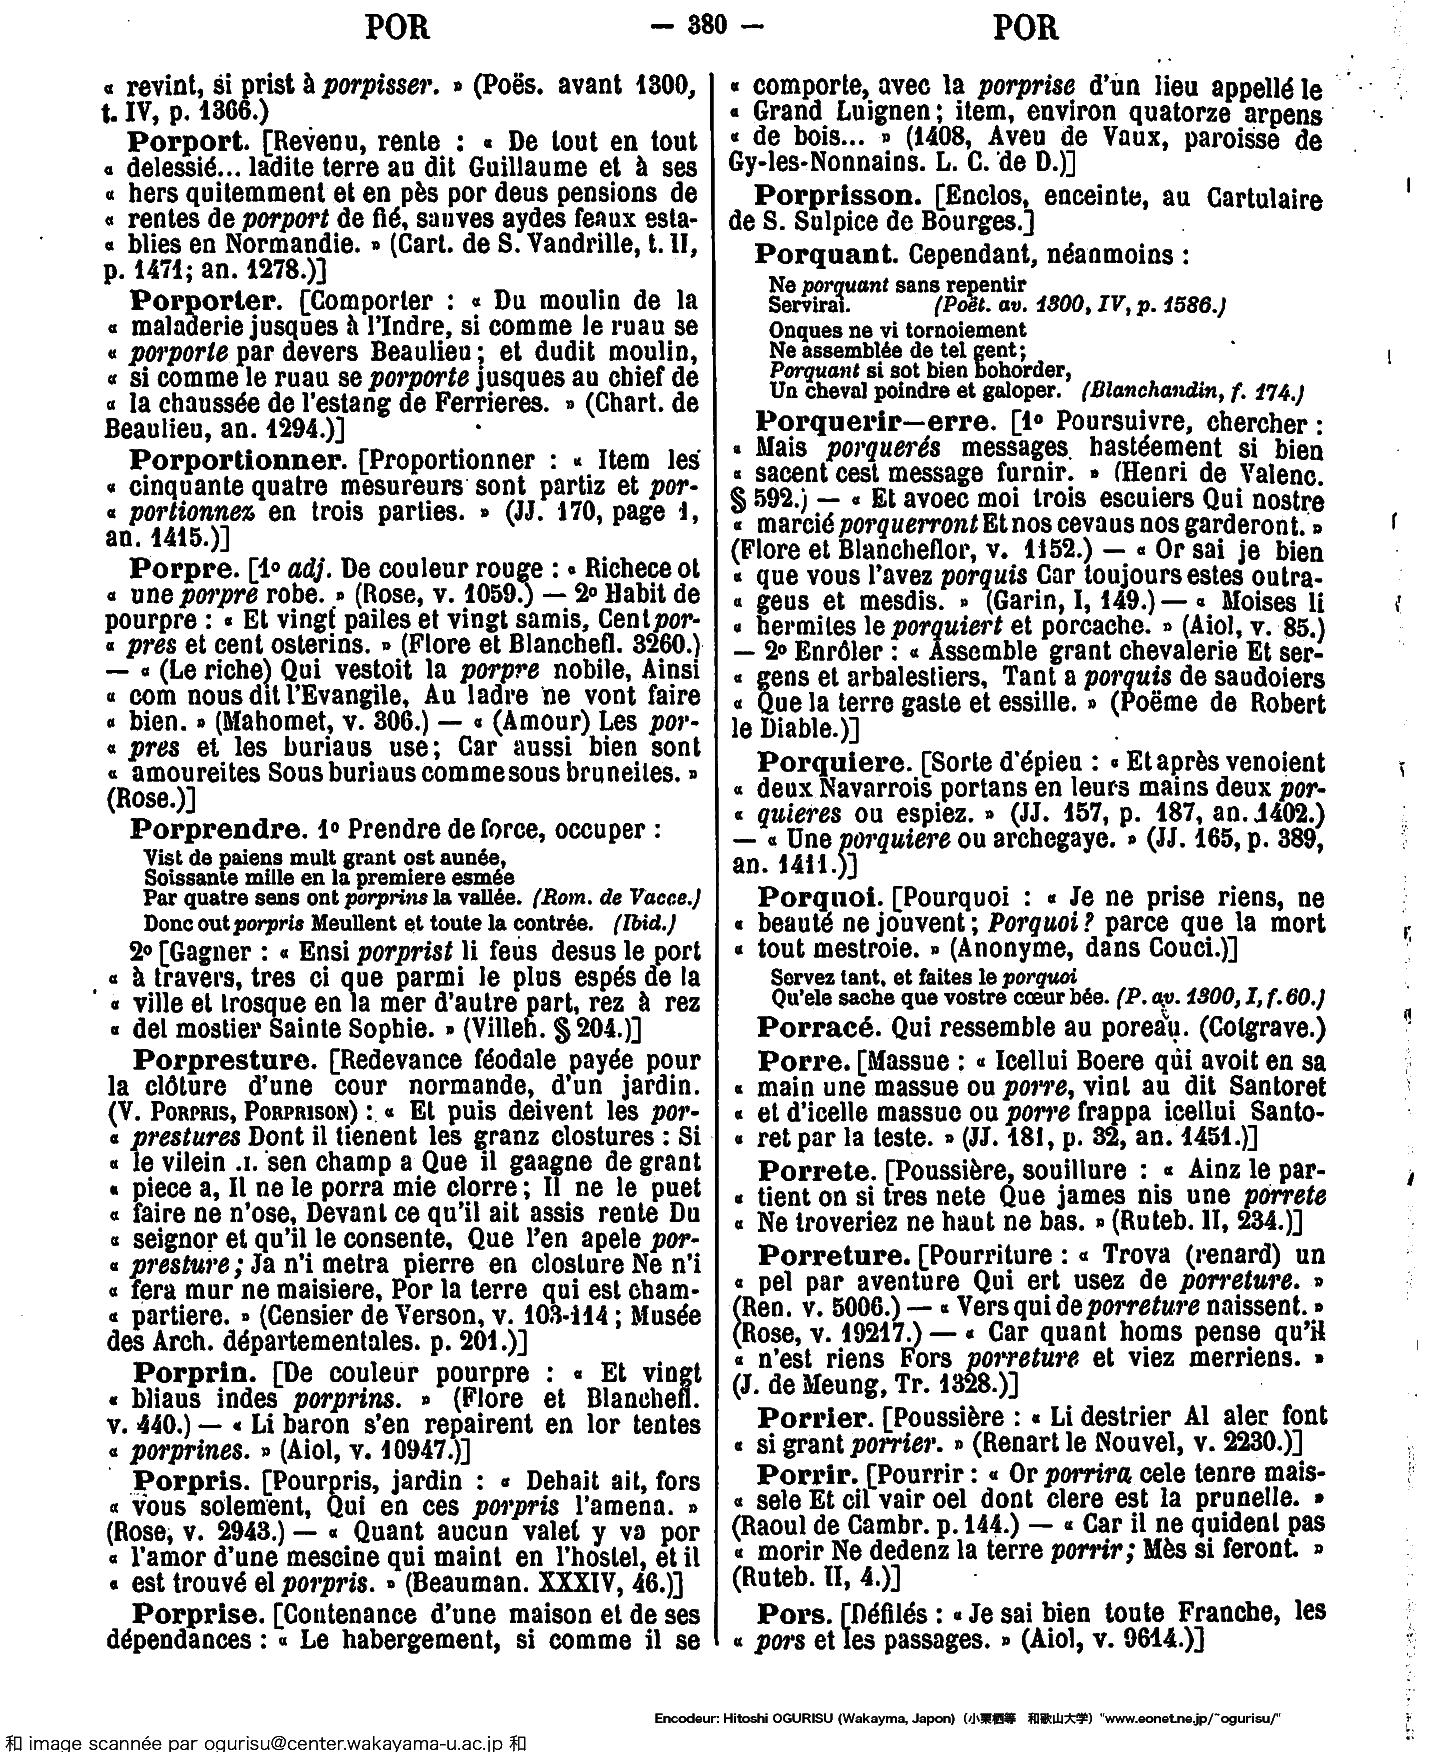 POR — 380 — POR
« revint, si prist à porpisser. » (Poës. avant 1300,
t. IV, p. 1366.)
Porport. [Revenu, rente : « De tout en tout
« delessié... ladite terre au dit Guillaume et à ses
« hers quitemment et en pès por deus pensions de
« rentes de porport de fié, sauves aydes feaux esta-
« blies en Normandie. » (Cart. de S. Vandrille, t. II,
p. 1471; an. 1278.)]
Porporter. [Comporter : « Du moulin de la
« maladerie jusques à l'Indre, si comme le ruau se
« porporte par devers Beaulieu; et dudit moulin,
« si comme le ruau se porporte jusques au chief de
« la chaussée de l'estang de Ferrieres. » (Chart. de
Beaulieu, an. 1294.)]
Porportionner. [Proportionner : « Item les
« cinquante quatre mesureurs sont partiz et por-
« portionnez en trois parties. » (JJ. 170, page 1,
an. 1415.)]
Porpre. [1º adj. De couleur rouge : « Richece ot
« une porpre robe. » (Rose, v. 1059.) — 2º Habit de
pourpre : « Et vingt pailes et vingt samis, Cent por-
« pres et cent osterins. » (Flore et Blanchefl. 3260.)
— « (Le riche) Qui vestoit la porpre nobile, Ainsi
« com nous dit l'Evangile, Au ladre ne vont faire
« bien. » (Mahomet, v. 306.) — « (Amour) Les por-
« pres et les buriaus use; Car aussi bien sont
« amoureites Sous buriaus comme sous bruneites. »
(Rose.)]
Porprendre. 1º Prendre de force, occuper :
Vist de paiens mult grant ost aunée,
Soissante mille en la premiere esmée
Par quatre sens ont porprins la vallée. (Rom. de Vacce.)
Donc out porpris Meullent et toute la contrée. (Ibid.)
2º [Gagner : « Ensi porprist li feus desus le port
« à travers, tres ci que parmi le plus espés de la
« ville et trosque en la mer d'autre part, rez à rez
« del mostier Sainte Sophie. » (Villeh. § 204.)]
Porpresture. [Redevance féodale payée pour
la clôture d'une cour normande, d'un jardin.
(V. PORPRIS, PORPRISON) : « Et puis deivent les por-
« prestures Dont il tienent les granz clostures : Si
« le vilein .I. sen champ a Que il gaagne de grant
« piece a, Il ne le porra mie clorre; Il ne le puet
« faire ne n'ose, Devant ce qu'il ait assis rente Du
« seignor et qu'il le consente, Que l'en apele por-
« presture; Ja n'i metra pierre en closture Ne n'i
« fera mur ne maisiere, Por la terre qui est cham-
« partiere. » (Censier de Verson, v. 103-114; Musée
des Arch. départementales. p. 201.)]
Porprin. [De couleur pourpre : « Et vingt
« bliaus indes porprins. » (Flore et Blanchefl.
v. 440.) — « Li baron s'en repairent en lor tentes
« porprines. » (Aiol, v. 10947.)]
Porpris. [Pourpris, jardin : « Dehait ait, fors
« vous solement, Qui en ces porpris l'amena. »
(Rose, v. 2943.) — « Quant aucun valet y va por
« l'amor d'une mescine qui maint en l'hostel, et il
« est trouvé el porpris. » (Beauman. XXXIV, 46.)]
Porprise. [Contenance d'une maison et de ses
dépendances : « Le habergement, si comme il se
« comporte, avec la porprise d'un lieu appellé le
« Grand Luignen; item, environ quatorze arpens
« de bois... » (1408, Aveu de Vaux, paroisse de
Gy-les-Nonnains. L. C. de D.)]
Porprisson. [Enclos, enceinte, au Cartulaire
de S. Sulpice de Bourges.]
Porquant. Cependant, néanmoins :
Ne porquant sans repentir
Servirai. (Poët. av. 1300, IV, p. 1586.)
Onques ne vi tornoiement
Ne assemblée de tel gent;
Porquant si sot bien bohorder,
Un cheval poindre et galoper. (Blanchandin, f. 174.)
Porquerir—erre. [1º Poursuivre, chercher :
« Mais porquerés messages hastéement si bien
« sacent cest message furnir. » (Henri de Valenc.
§ 592.) — « Et avoec moi trois escuiers Qui nostre
« marcié porquerront Et nos cevaus nos garderont. »
(Flore et Blancheflor, v. 1152.) — « Or sai je bien
« que vous l'avez porquis Car toujours estes outra-
« geus et mesdis. » (Garin, I, 149.) — « Moises li
« hermites le porquiert et porcache. » (Aiol, v. 85.)
— 2º Enrôler : « Assemble grant chevalerie Et ser-
« gens et arbalestiers, Tant a porquis de saudoiers
« Que la terre gaste et essille. » (Poëme de Robert
le Diable.)]
Porquiere. [Sorte d'épieu : « Et après venoient
« deux Navarrois portans en leurs mains deux por-
« quieres ou espiez. » (JJ. 157, p. 187, an. 1402.)
— « Une porquiere ou archegaye. » (JJ. 165, p. 389,
an. 1411.)]
Porquoi. [Pourquoi : « Je ne prise riens, ne
« beauté ne jouvent; Porquoi? parce que la mort
« tout mestroie. » (Anonyme, dans Couci.)]
Servez tant, et faites le porquoi
Qu'ele sache que vostre cœur bée. (P. av. 1300, I, f. 60.)
Porracé. Qui ressemble au poreau. (Cotgrave.)
Porre. [Massue : « Icellui Boere qui avoit en sa
« main une massue ou porre, vint au dit Santoret
« et d'icelle massue ou porre frappa icellui Santo-
« ret par la teste. » (JJ. 181, p. 32, an. 1451.)]
Porrete. [Poussière, souillure : « Ainz le par-
« tient on si tres nete Que james nis une porrete
« Ne troveriez ne haut ne bas. » (Ruteb. II, 234.)]
Porreture. [Pourriture : « Trova (renard) un
« pel par aventure Qui ert usez de porreture. »
(Ren. v. 5006.) — « Vers qui de porreture naissent. »
(Rose, v. 19217.) — « Car quant homs pense qu'il
« n'est riens Fors porreture et viez merriens. »
(J. de Meung, Tr. 1328.)]
Porrier. [Poussière : « Li destrier Al aler font
« si grant porrier. » (Renart le Nouvel, v. 2230.)]
Porrir. [Pourrir : « Or porrira cele tenre mais-
« sele Et cil vair oel dont clere est la prunelle. »
(Raoul de Cambr. p. 144.) — « Car il ne quident pas
« morir Ne dedenz la terre porrir; Mès si feront. »
(Ruteb. II, 4.)]
Pors. [Défilés : « Je sai bien toute Franche, les
« pors et les passages. » (Aiol, v. 9614.)]
Encodeur: Hitoshi OGURISU (Wakayma, Japon) (小栗栖等 和歌山大学) "www.eonet.ne.jp/~ogurisu/"
和 image scannée par ogurisu@center.wakayama-u.ac.jp 和